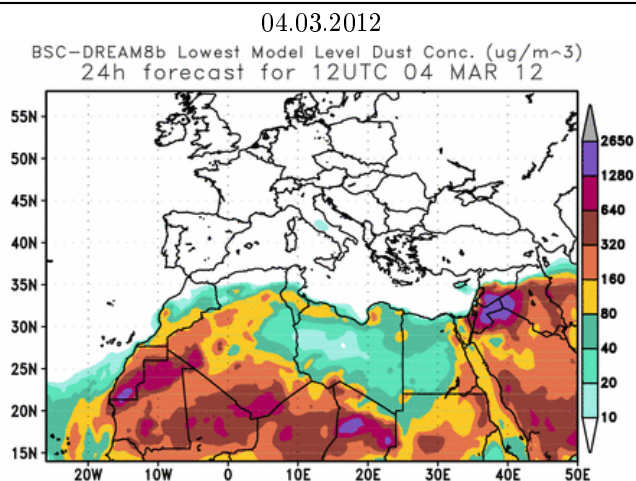 04.03.2012
BSC-DREAM8b Lowest Model Level Dust Conc. (ug/m^3)
24h forecast for 12UTC 04 MAR 12
55N
50N
45N
40N
35N
30N
25N
20N
15N
20W 10W 0 10E 20E 30E 40E 50E
2650
1280
640
320
160
80
40
20
10